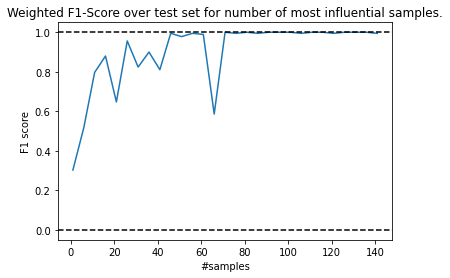 Weighted F1-Score over test set for number of most influential samples.
1.0
0.8
0.6
0.4
0.2
0.0
F1 score
0 20 40 60 80 100 120 140
#samples